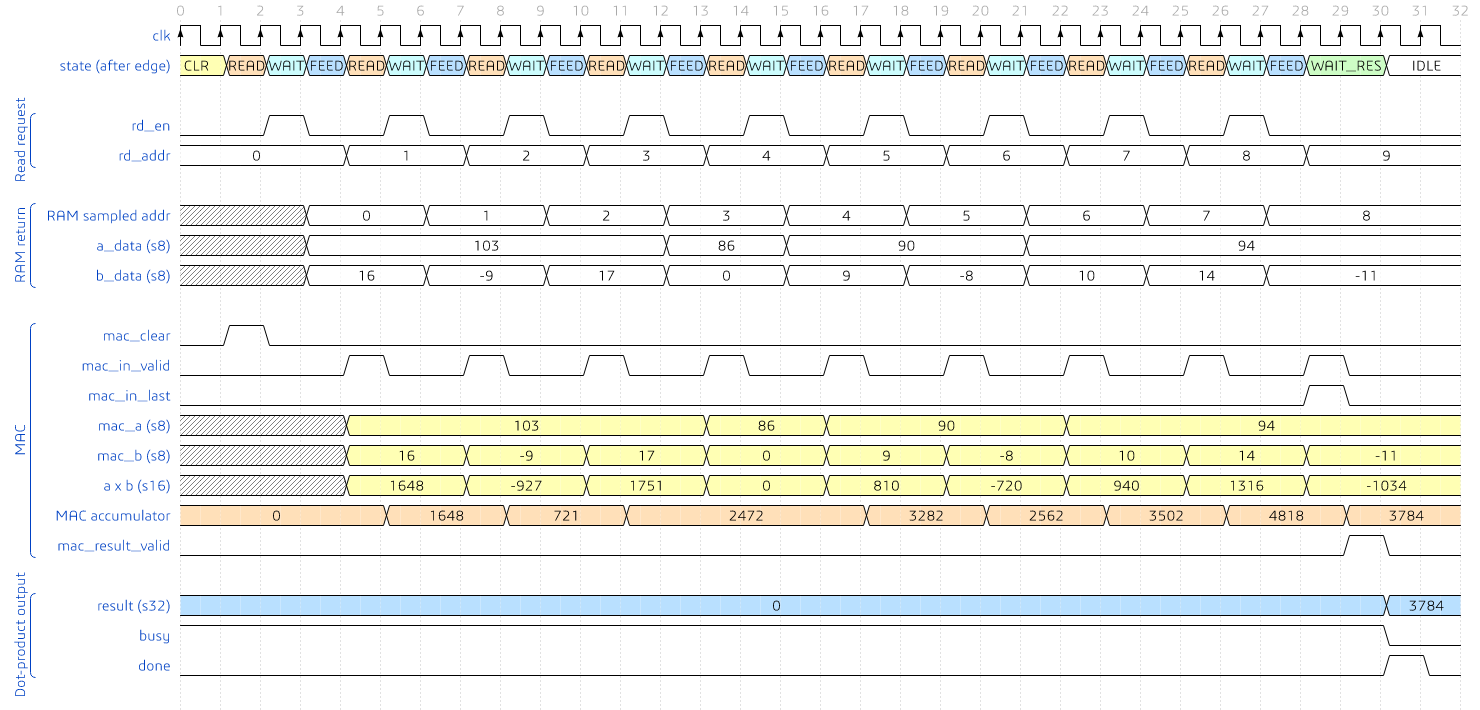 0 1 2 3 4 5 6 7 8 9 10 11 12 13 14 15 16 17 18 19 20 21 22 23 24 25 26 27 28 29 30 31 32
clk
state (after edge) CLR READ WAIT FEED READ WAIT FEED READ WAIT FEED READ WAIT FEED READ WAIT FEED READ WAIT FEED READ WAIT FEED READ WAIT FEED READ WAIT FEED WAIT_RES IDLE
Read request
rd_en
rd_addr 0 1 2 3 4 5 6 7 8 9
RAM return
RAM sampled addr 0 1 2 3 4 5 6 7 8
a_data (s8) 103 86 90 94
b_data (s8) 16 -9 17 0 9 -8 10 14 -11
MAC
mac_clear
mac_in_valid
mac_in_last
mac_a (s8) 103 86 90 94
mac_b (s8) 16 -9 17 0 9 -8 10 14 -11
a x b (s16) 1648 -927 1751 0 810 -720 940 1316 -1034
MAC accumulator 0 1648 721 2472 3282 2562 3502 4818 3784
mac_result_valid
Dot-product output
result (s32) 0 3784
busy
done